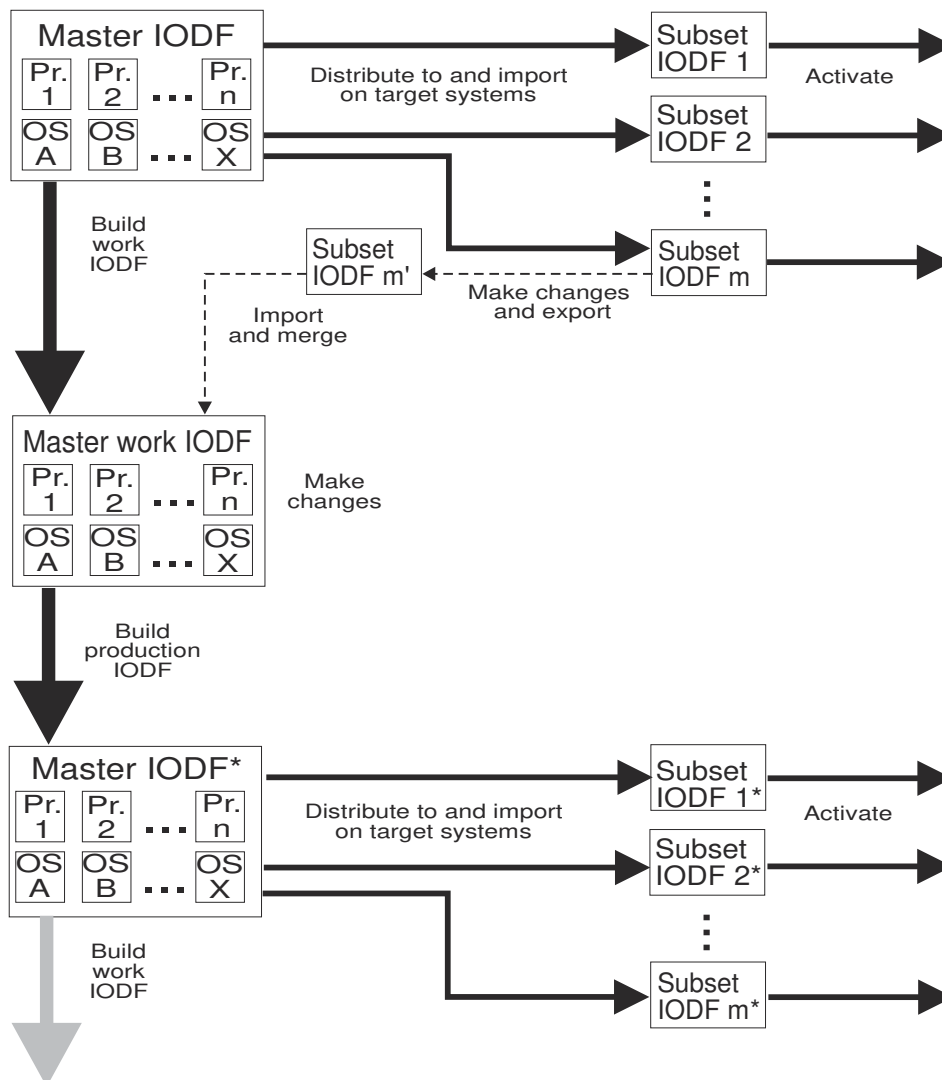 Master IODF
Pr. Pr. Pr.
1 2 ... n
OS OS OS
A B ... X
Distribute to and import
on target systems
Subset
IODF 1
Activate
Subset
IODF 2
Subset
IODF m
Build
work
IODF
Subset
IODF m'
Make changes
and export
Import
and merge
Master work IODF
Pr. Pr. Pr.
1 2 ... n
OS OS OS
A B ... X
Make
changes
Build
production
IODF
Master IODF*
Pr. Pr. Pr.
1 2 ... n
OS OS OS
A B ... X
Distribute to and import
on target systems
Subset
IODF 1*
Activate
Subset
IODF 2*
Subset
IODF m*
Build
work
IODF